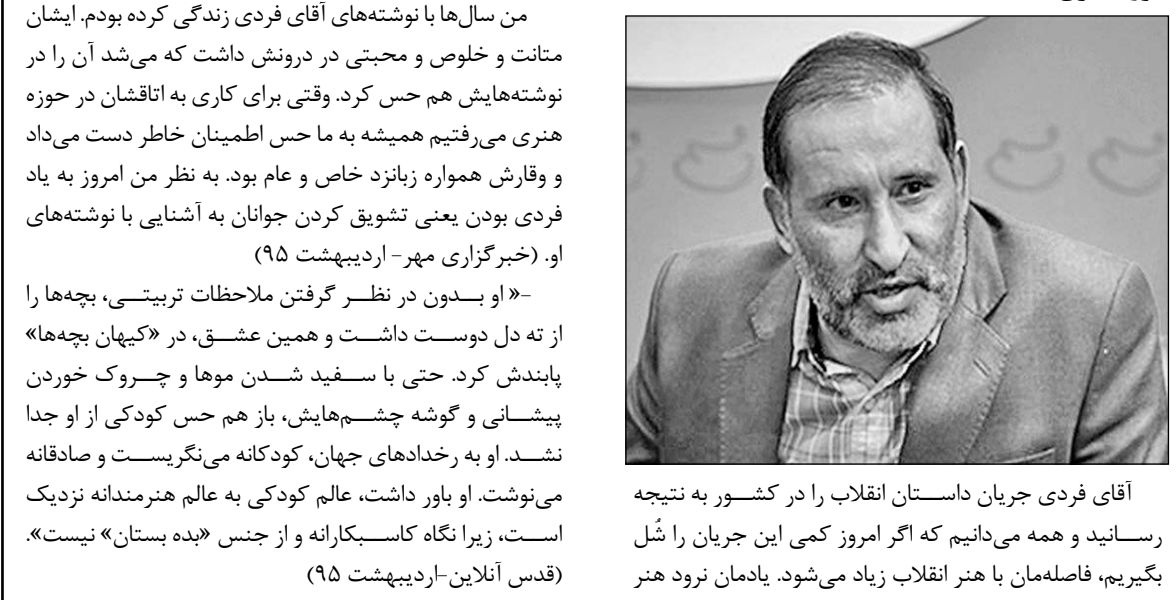 آقای فردی جریان داستان انقلاب را در کشور به نتیجه
رسانید و همه می‌دانیم که اگر امروز کمی این جریان را شُل
بگیریم، فاصله‌مان با هنر انقلاب زیاد می‌شود. یادمان نرود هنر
من سال‌ها با نوشته‌های آقای فردی زندگی کرده بودم. ایشان
متانت و خلوص و محبتی در درونش داشت که می‌شد آن را در
نوشته‌هایش هم حس کرد. وقتی برای کاری به اتاقشان در حوزه
هنری می‌رفتیم همیشه به ما حس اطمینان خاطر دست می‌داد
و وقارش همواره زبانزد خاص و عام بود. به نظر من امروز به یاد
فردی بودن یعنی تشویق کردن جوانان به آشنایی با نوشته‌های
او. (خبرگزاری مهر- اردیبهشت ۹۵)
-« او بدون در نظر گرفتن ملاحظات تربیتی، بچه‌ها را
از ته دل دوست داشت و همین عشق، در «کیهان بچه‌ها»
پابندش کرد. حتی با سفید شدن موها و چروک خوردن
پیشانی و گوشه چشم‌هایش، باز هم حس کودکی از او جدا
نشد. او به رخدادهای جهان، کودکانه می‌نگریست و صادقانه
می‌نوشت. او باور داشت، عالم کودکی به عالم هنرمندانه نزدیک
است، زیرا نگاه کاسبکارانه و از جنس «بده بستان» نیست».
(قدس آنلاین-اردیبهشت ۹۵)